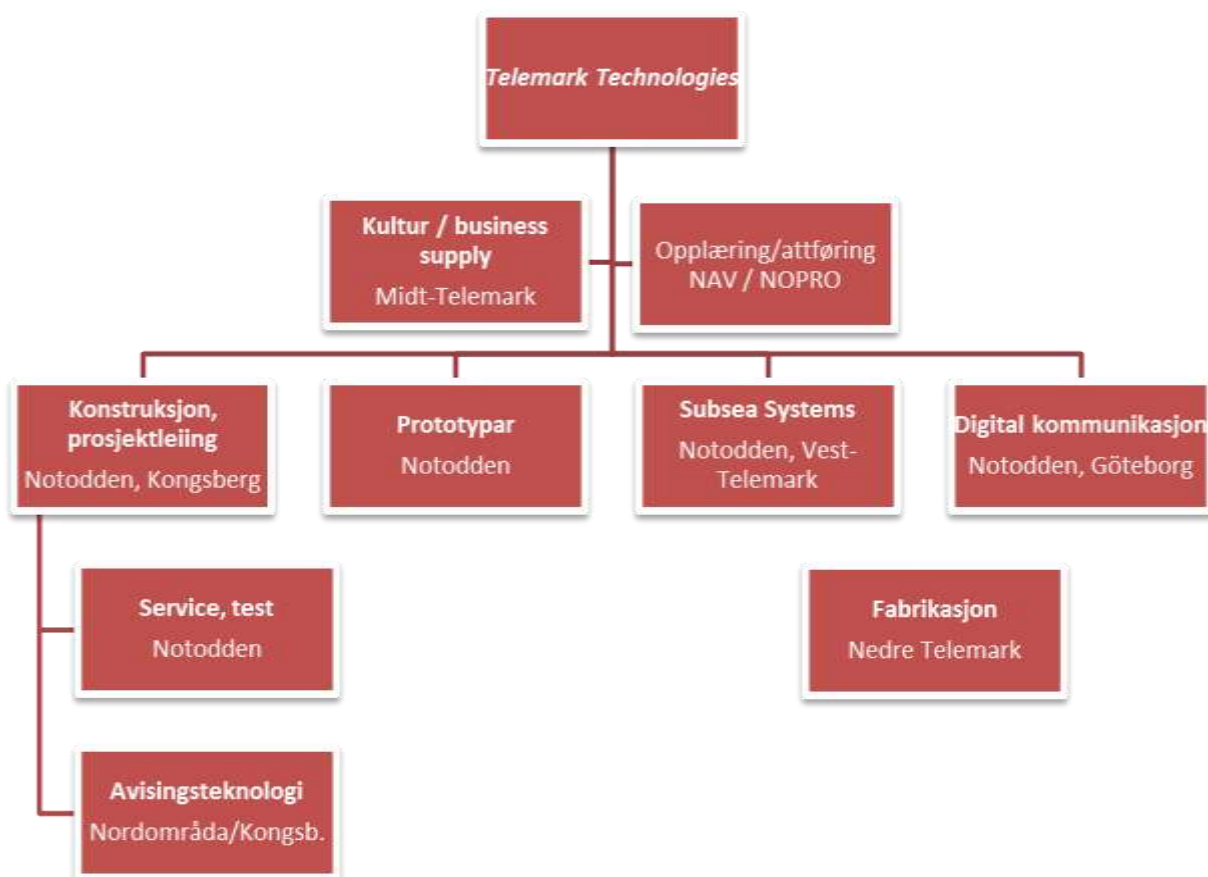 Telemark Technologies
Kultur / business
supply
Midt-Telemark
Opplæring/attføring
NAV / NOPRO
Konstruksjon,
prosjektleiing
Notodden, Kongsberg
Prototypar
Notodden
Subsea Systems
Notodden, Vest-
Telemark
Digital kommunikasjon
Notodden, Göteborg
Service, test
Notodden
Fabrikasjon
Nedre Telemark
Avisingsteknologi
Nordområda/Kongsb.